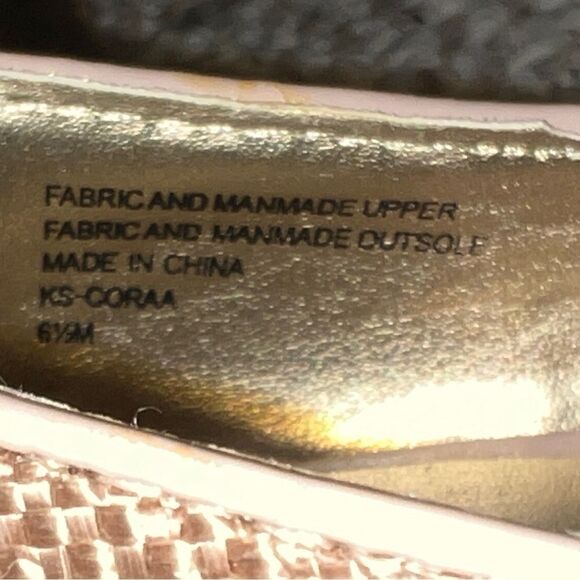 FABRIC AND MANMADE UPPER
FABRIC AND MANMADE OUTSOLE
MADE IN CHINA
KS-CORAA
6½M